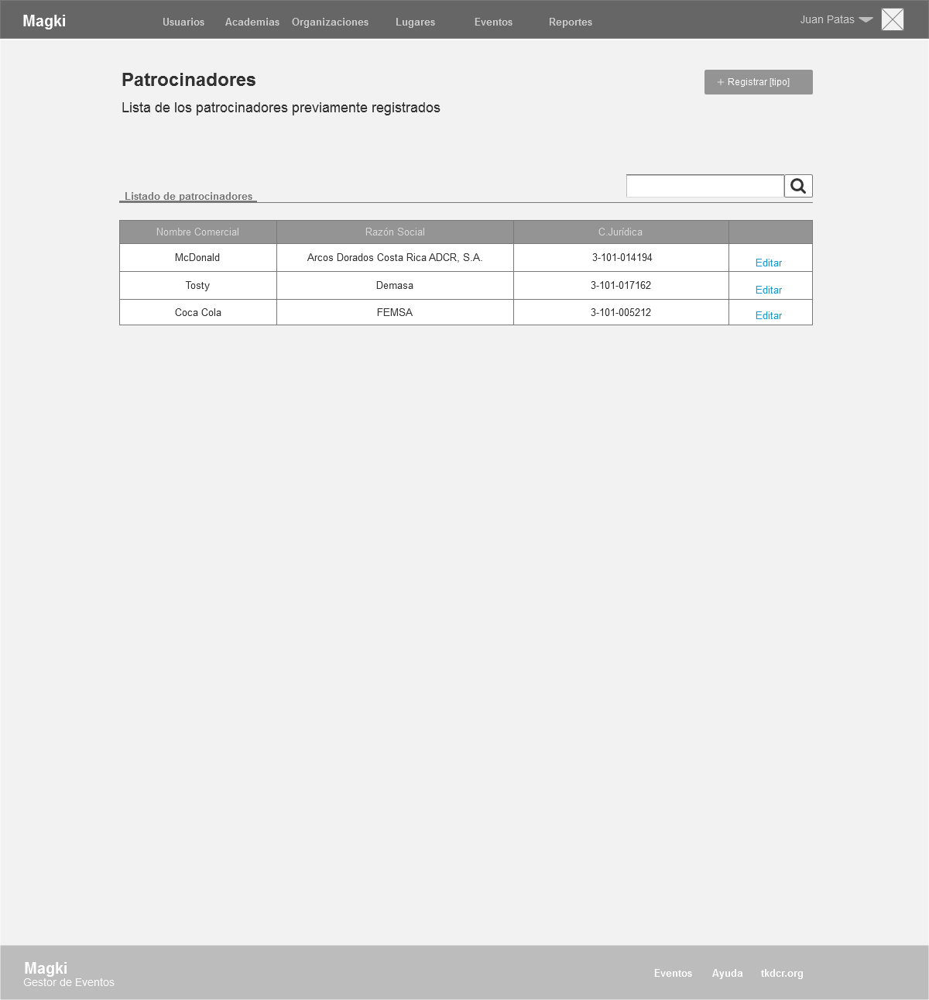 Magki Usuarios Academias Organizaciones Lugares Eventos Reportes Juan Patas
Patrocinadores
+ Registrar [tipo]
Lista de los patrocinadores previamente registrados
Listado de patrocinadores
Nombre Comercial Razón Social C.Jurídica
McDonald Arcos Dorados Costa Rica ADCR, S.A. 3-101-014194 Editar
Tosty Demasa 3-101-017162 Editar
Coca Cola FEMSA 3-101-005212 Editar
Magki
Gestor de Eventos
Eventos Ayuda tkdcr.org